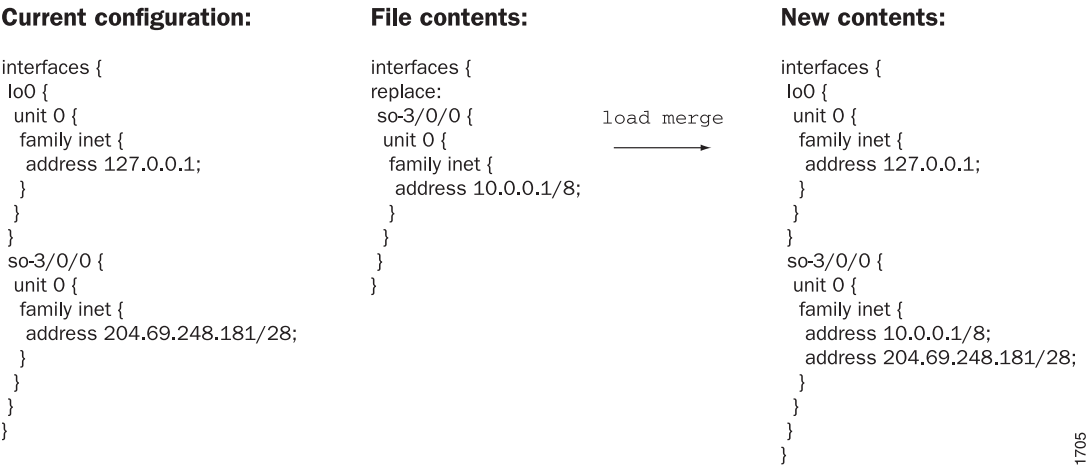 Current configuration:
interfaces {
lo0 {
unit 0 {
family inet {
address 127.0.0.1;
}
}
}
so-3/0/0 {
unit 0 {
family inet {
address 204.69.248.181/28;
}
}
}
}
File contents:
interfaces {
replace:
so-3/0/0 {
unit 0 {
family inet {
address 10.0.0.1/8;
}
}
}
}
load merge
New contents:
interfaces {
lo0 {
unit 0 {
family inet {
address 127.0.0.1;
}
}
}
so-3/0/0 {
unit 0 {
family inet {
address 10.0.0.1/8;
address 204.69.248.181/28;
}
}
}
}
1705